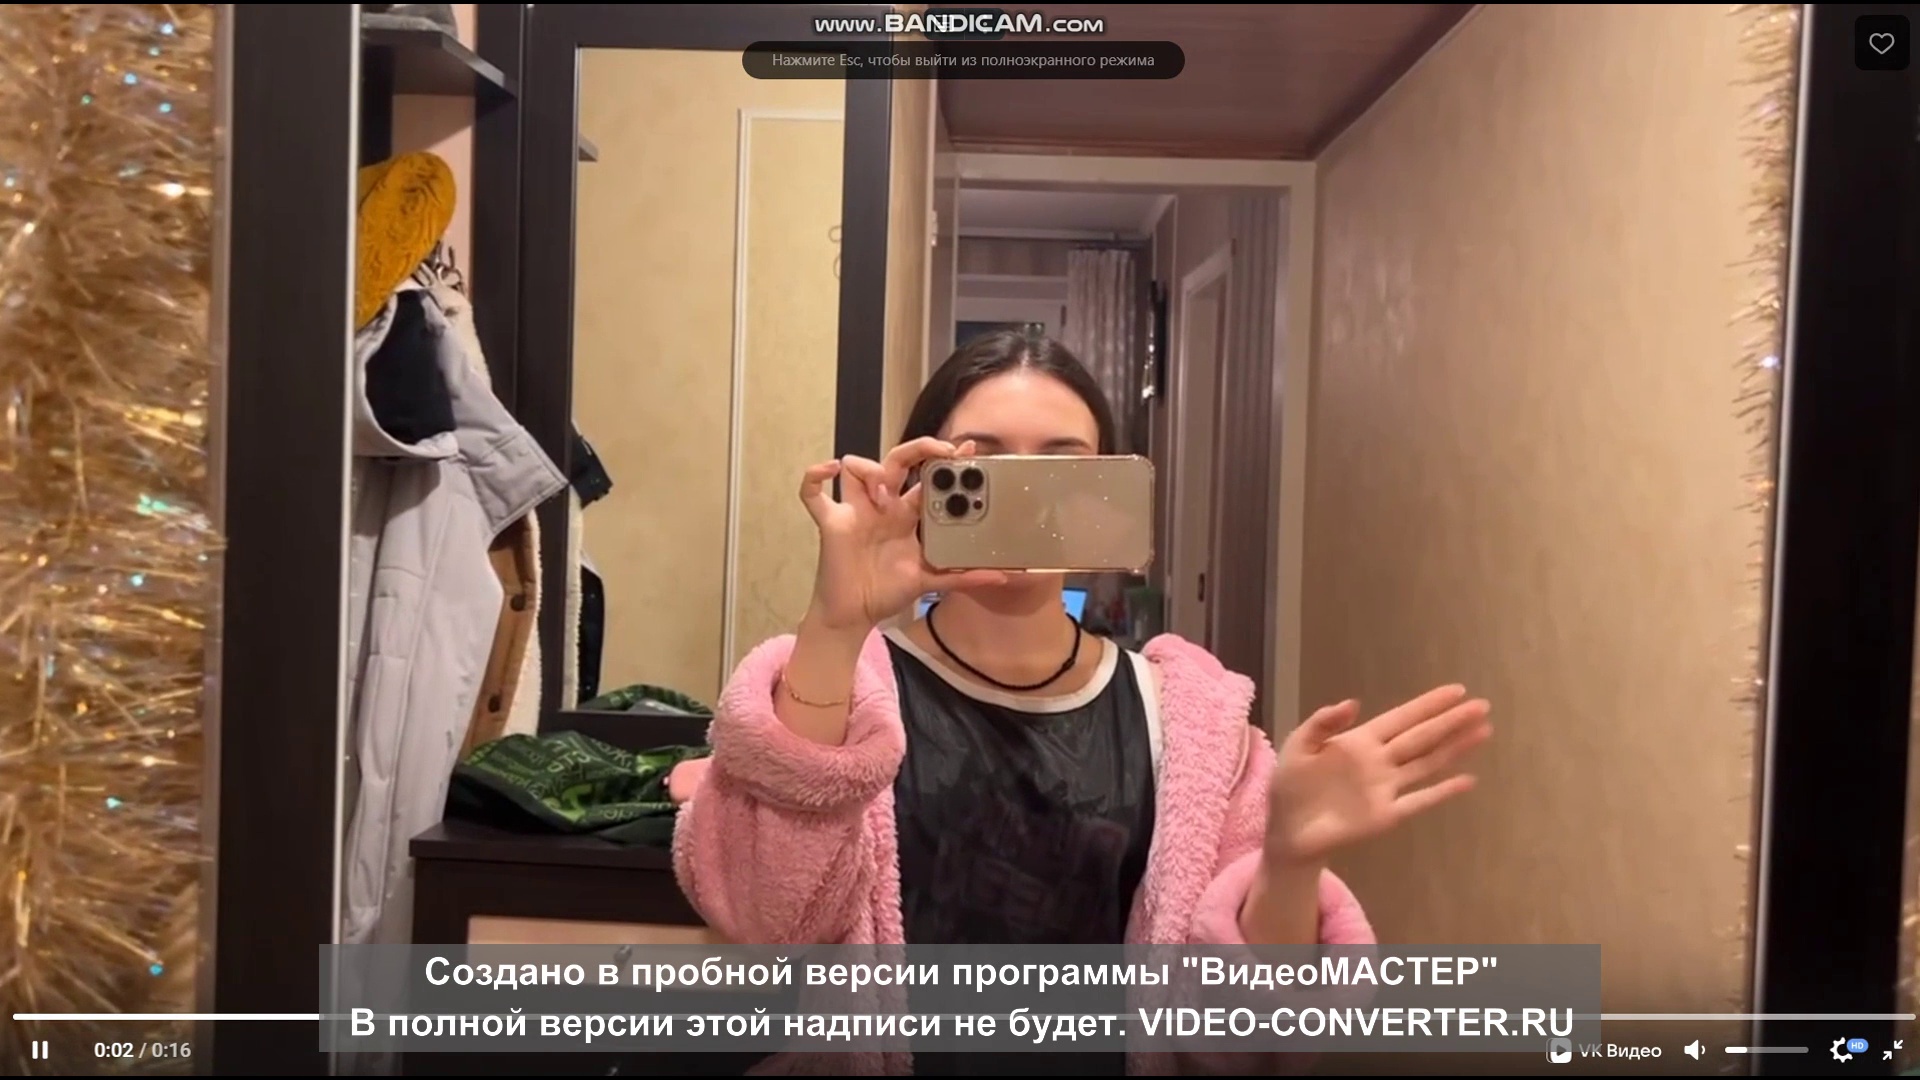 www.BANDICAM.com
Нажмите Esc, чтобы выйти из полноэкранного режима
Создано в пробной версии программы "ВидеоМАСТЕР"
В полной версии этой надписи не будет. VIDEO-CONVERTER.RU
0:02 / 0:16
VK Видео
HD